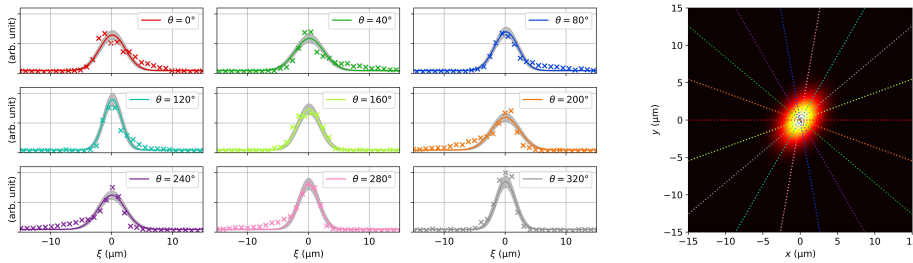 (arb. unit)
θ = 0°
θ = 40°
θ = 80°
(arb. unit)
θ = 120°
θ = 160°
θ = 200°
(arb. unit)
θ = 240°
θ = 280°
θ = 320°
−10 0 10
−10 0 10
−10 0 10
ξ (μm)
ξ (μm)
ξ (μm)
y (μm)
15
10
5
0
−5
−10
−15
−15 −10 −5 0 5 10 15
x (μm)